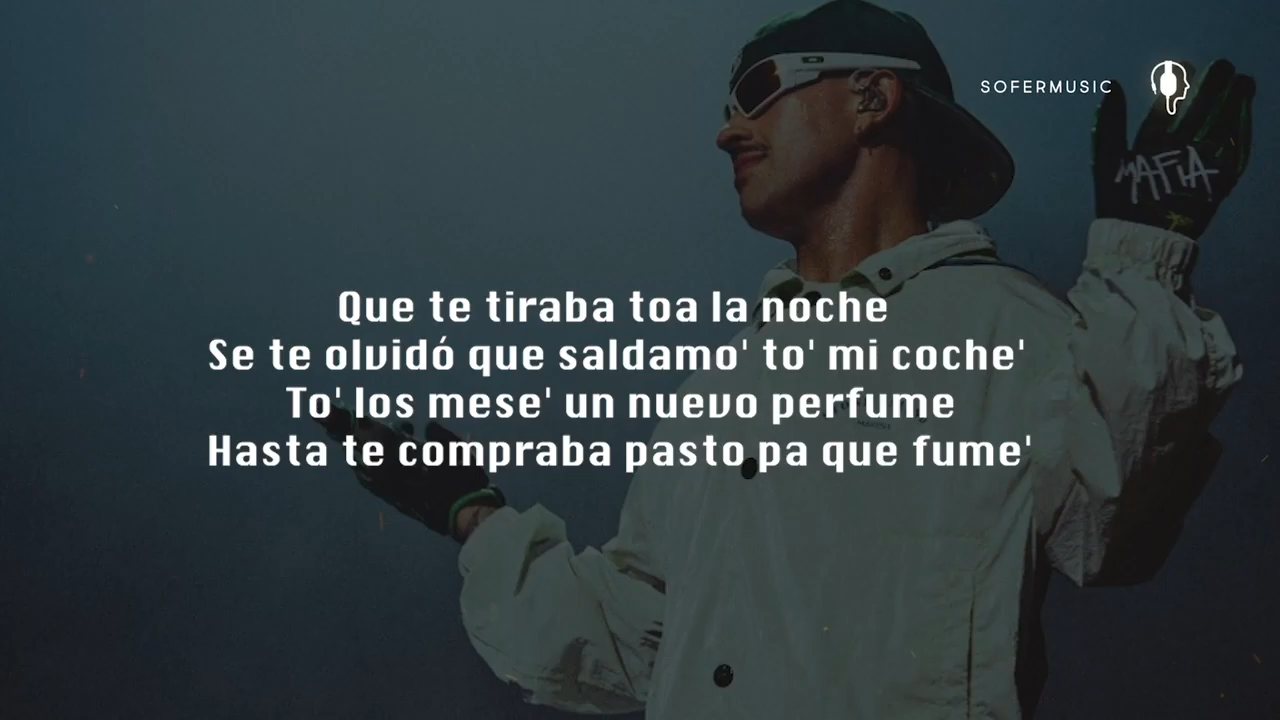 SOFERMUSIC
MAFIA
Que te tiraba toa la noche
Se te olvidó que saldamo' to' mi coche'
To' los mese' un nuevo perfume
Hasta te compraba pasto pa que fume'